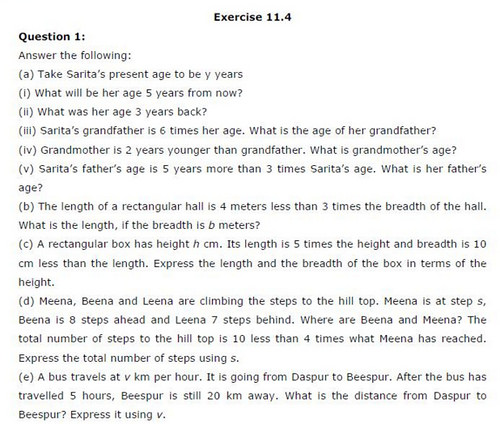 Exercise 11.4
Question 1:
Answer the following:
(a) Take Sarita's present age to be y years
(i) What will be her age 5 years from now?
(ii) What was her age 3 years back?
(iii) Sarita's grandfather is 6 times her age. What is the age of her grandfather?
(iv) Grandmother is 2 years younger than grandfather. What is grandmother's age?
(v) Sarita's father's age is 5 years more than 3 times Sarita's age. What is her father's
age?
(b) The length of a rectangular hall is 4 meters less than 3 times the breadth of the hall.
What is the length, if the breadth is b meters?
(c) A rectangular box has height h cm. Its length is 5 times the height and breadth is 10
cm less than the length. Express the length and the breadth of the box in terms of the
height.
(d) Meena, Beena and Leena are climbing the steps to the hill top. Meena is at step s,
Beena is 8 steps ahead and Leena 7 steps behind. Where are Beena and Meena? The
total number of steps to the hill top is 10 less than 4 times what Meena has reached.
Express the total number of steps using s.
(e) A bus travels at v km per hour. It is going from Daspur to Beespur. After the bus has
travelled 5 hours, Beespur is still 20 km away. What is the distance from Daspur to
Beespur? Express it using v.